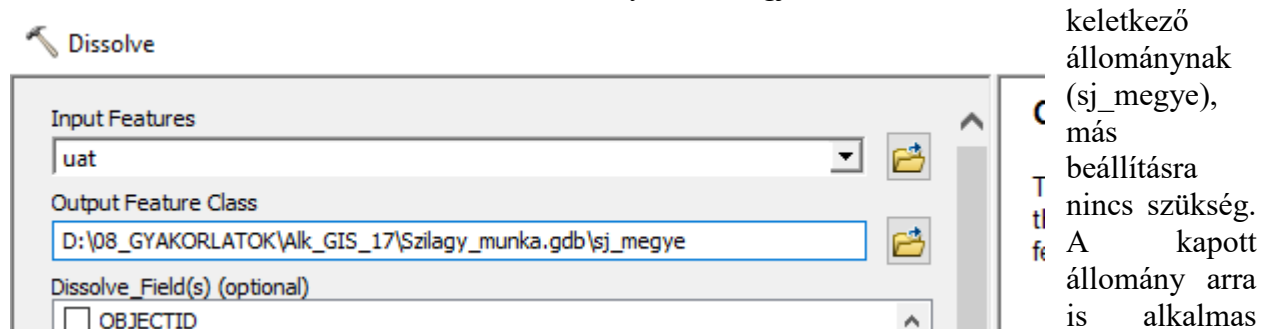 Dissolve
Input Features
uat
Output Feature Class
D:\08_GYAKORLATOK\Alk_GIS_17\Szilagy_munka.gdb\sj_megye
Dissolve_Field(s) (optional)
OBJECTID
keletkező
állománynak
(sj_megye),
más
beállításra
nincs szükség.
A kapott
állomány arra
is alkalmas